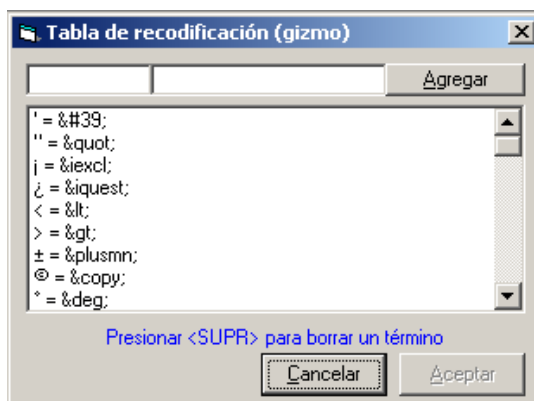 Tabla de recodificación (gizmo)
Agregar
' = &#39;
" = &quot;
¡ = &iexcl;
¿ = &iquest;
< = &lt;
> = &gt;
± = &plusmn;
© = &copy;
° = &deg;
Presionar <SUPR> para borrar un término
Cancelar Aceptar